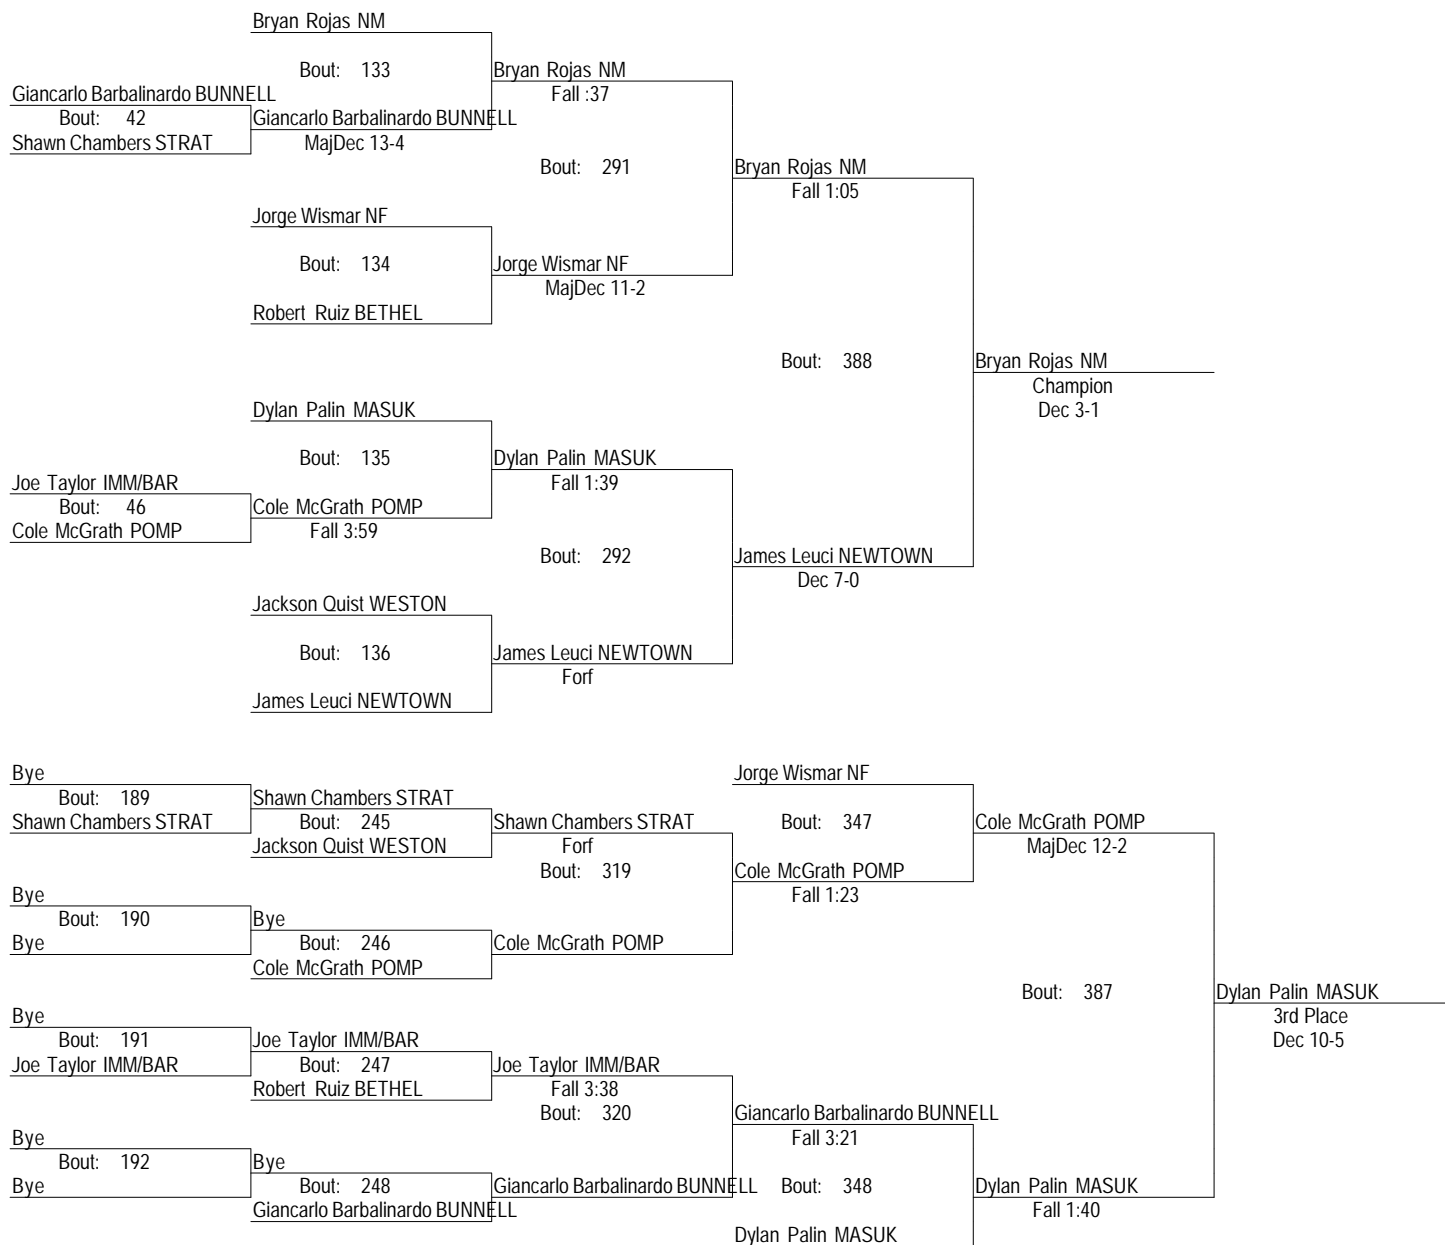 Bryan Rojas NM
Bout: 133
Bryan Rojas NM
Giancarlo Barbalinardo BUNNELL
Fall :37
Bout: 42
Giancarlo Barbalinardo BUNNELL
Shawn Chambers STRAT
MajDec 13-4
Bout: 291
Bryan Rojas NM
Fall 1:05
Jorge Wismar NF
Bout: 134
Jorge Wismar NF
MajDec 11-2
Robert Ruiz BETHEL
Bout: 388
Bryan Rojas NM
Champion
Dec 3-1
Dylan Palin MASUK
Bout: 135
Dylan Palin MASUK
Joe Taylor IMM/BAR
Fall 1:39
Bout: 46
Cole McGrath POMP
Cole McGrath POMP
Fall 3:59
Bout: 292
James Leuci NEWTOWN
Dec 7-0
Jackson Quist WESTON
Bout: 136
James Leuci NEWTOWN
Forf
James Leuci NEWTOWN
Bye
Jorge Wismar NF
Bout: 189
Shawn Chambers STRAT
Shawn Chambers STRAT
Bout: 245
Shawn Chambers STRAT
Bout: 347
Cole McGrath POMP
Jackson Quist WESTON
Forf
MajDec 12-2
Bout: 319
Cole McGrath POMP
Bye
Fall 1:23
Bout: 190
Bye
Bye
Bout: 246
Cole McGrath POMP
Cole McGrath POMP
Bout: 387
Dylan Palin MASUK
Bye
3rd Place
Bout: 191
Joe Taylor IMM/BAR
Dec 10-5
Joe Taylor IMM/BAR
Bout: 247
Joe Taylor IMM/BAR
Robert Ruiz BETHEL
Fall 3:38
Bout: 320
Giancarlo Barbalinardo BUNNELL
Bye
Fall 3:21
Bout: 192
Bye
Bye
Bout: 248
Giancarlo Barbalinardo BUNNELL
Bout: 348
Dylan Palin MASUK
Giancarlo Barbalinardo BUNNELL
Fall 1:40
Dylan Palin MASUK